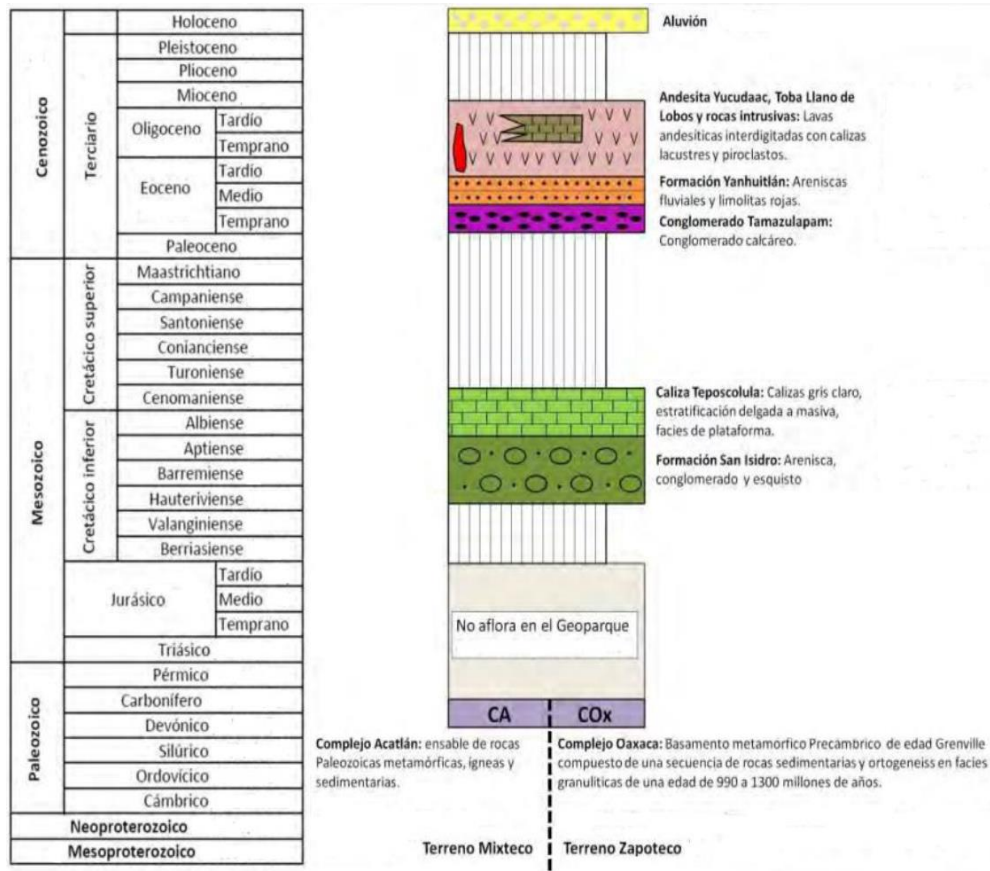 Cenozoico
Terciario
Holoceno
Pleistoceno
Plioceno
Mioceno
Oligoceno
Tardío
Temprano
Eoceno
Tardío
Medio
Temprano
Paleoceno
Mesozoico
Cretácico superior
Maastrichtiano
Campaniense
Santoniense
Conianciense
Turoniense
Cenomaniense
Cretácico inferior
Albiense
Aptiense
Barremiense
Hauteriviense
Valanginiense
Berriasiense
Jurásico
Tardío
Medio
Temprano
Triásico
Paleozoico
Pérmico
Carbonífero
Devónico
Silúrico
Ordovícico
Cámbrico
Neoproterozoico
Mesoproterozoico
Aluvión
Andesita Yucudaac, Toba Llano de
Lobos y rocas intrusivas: Lavas
andesíticas interdigitadas con calizas
lacustres y piroclastos.
Formación Yanhuitlán: Areniscas
fluviales y limolitas rojas.
Conglomerado Tamazulapam:
Conglomerado calcáreo.
Caliza Teposcolula: Calizas gris claro,
estratificación delgada a masiva,
facies de plataforma.
Formación San Isidro: Arenisca,
conglomerado y esquisto
No aflora en el Geoparque
CA
COx
Complejo Acatlán: ensable de rocas
Paleozoicas metamórficas, igneas y
sedimentarias.
Complejo Oaxaca: Basamento metamorfico Precámbrico de edad Grenville
compuesto de una secuencia de rocas sedimentarias y ortogeneiss en facies
granuliticas de una edad de 990 a 1300 millones de años.
Terreno Mixteco
Terreno Zapoteco